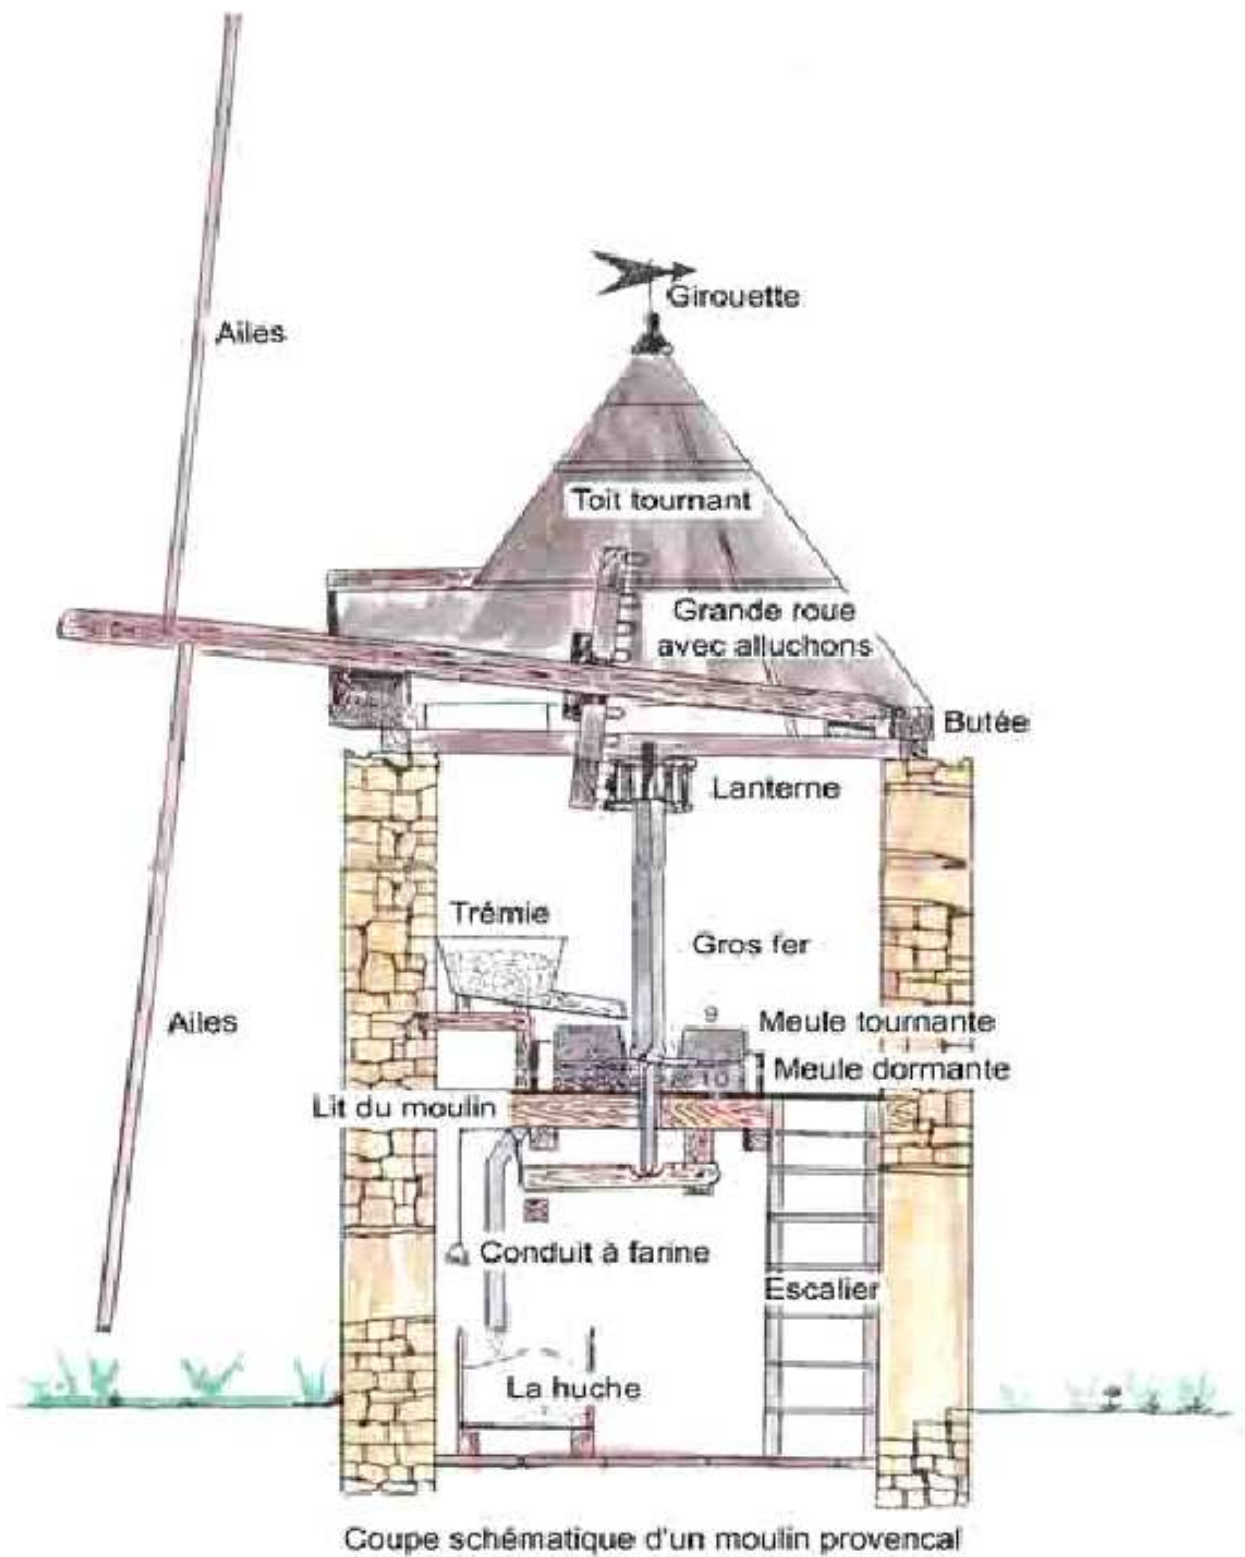 Girouette
Ailes
Toit tournant
Grande roue
avec alluchons
Butée
Lanterne
Trémie
Gros fer
9
Ailes
Meule tournante
10
Meule dormante
Lit du moulin
Conduit à farine
Escalier
La huche
Coupe schématique d'un moulin provencal